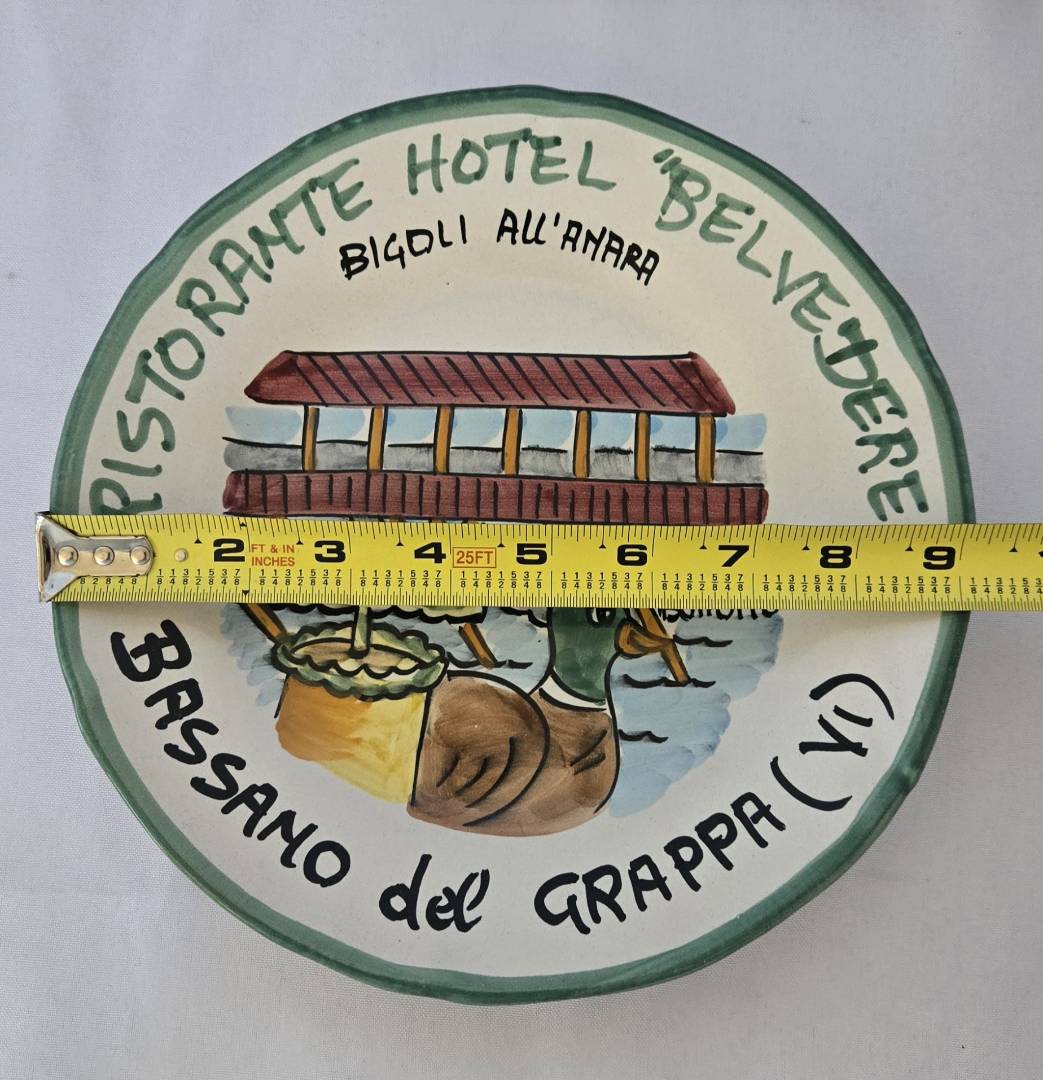 RISTORANTE HOTEL "BELVEDERE
BIGOLI ALL'ANARA
2 3 4 5 6 7 8 9
FT & IN
INCHES
25FT
BASSANO del GRAPPA (VI)